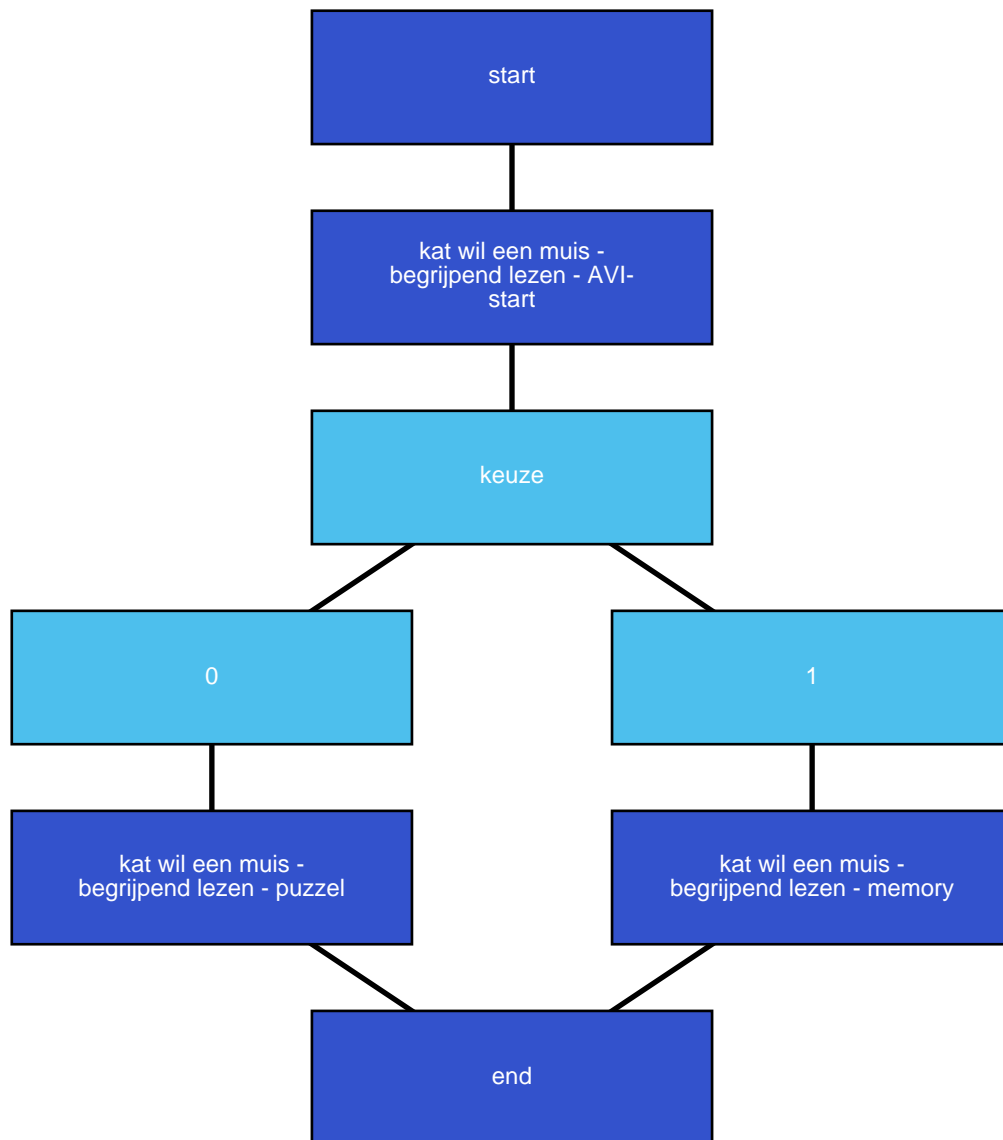 start
kat wil een muis -
begrijpend lezen - AVI-
start
keuze
0
1
kat wil een muis -
begrijpend lezen - puzzel
kat wil een muis -
begrijpend lezen - memory
end